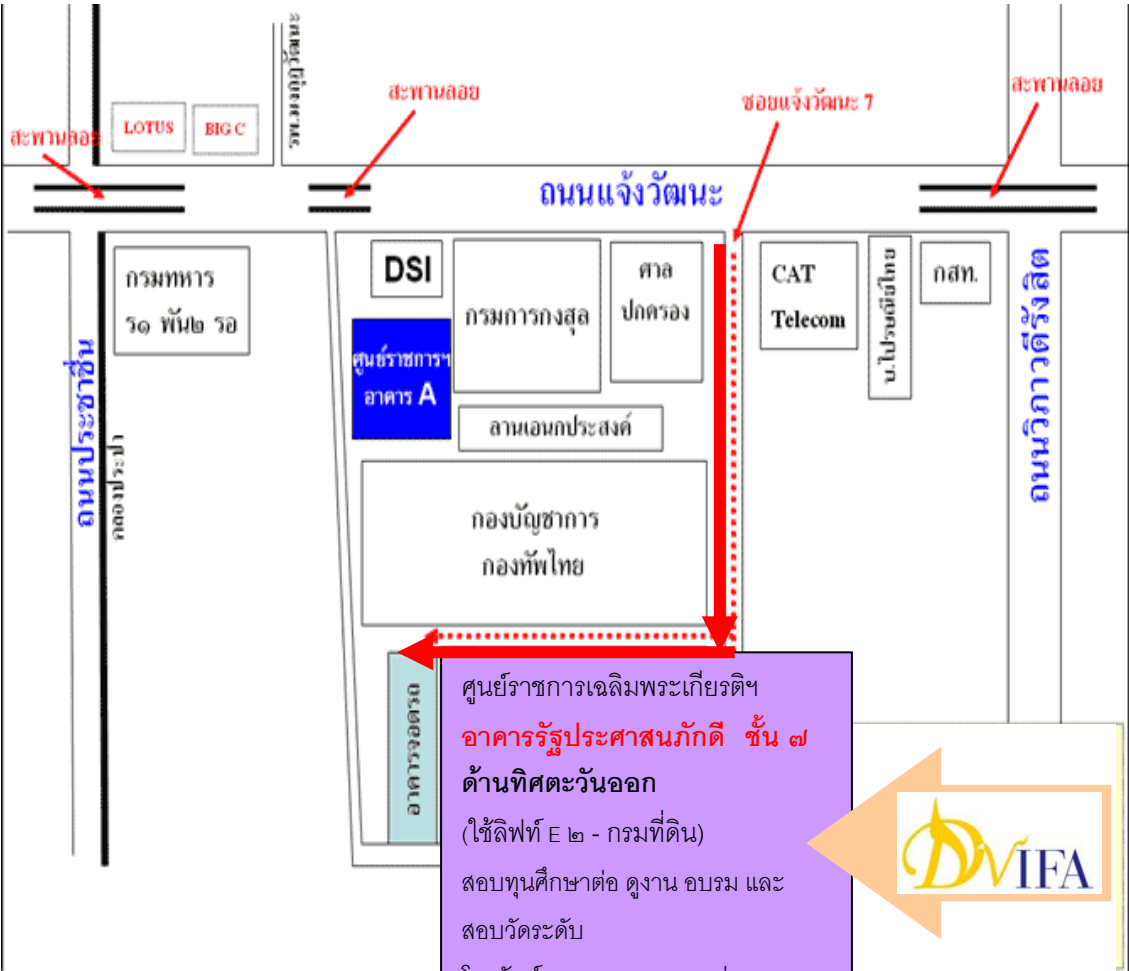 สะพานลอย
ซอยแจ้งวัฒนะ 7
สะพานลอย
สะพานลอย
LOTUS
BIG C
ถนนแจ้งวัฒนะ
กรมทหาร
ร๑ พัน๒ รอ
DSI
กรมการกงสุล
ศาล
ปกครอง
CAT
Telecom
บ.ไปรษณีย์ไทย
กสท.
ศูนย์ราชการฯ
อาคาร A
ลานเอนกประสงค์
ถนนประชาชื่น
คลองประปา
ถนนวิภาวดีรังสิต
กองบัญชาการ
กองทัพไทย
อาคารจอดรถ
ศูนย์ราชการเฉลิมพระเกียรติฯ
อาคารรัฐประศาสนภักดี ชั้น ๗
ด้านทิศตะวันออก
(ใช้ลิฟท์ E ๒ - กรมที่ดิน)
สอบทุนศึกษาต่อ ดูงาน อบรม และ
สอบวัดระดับ
DVIFA